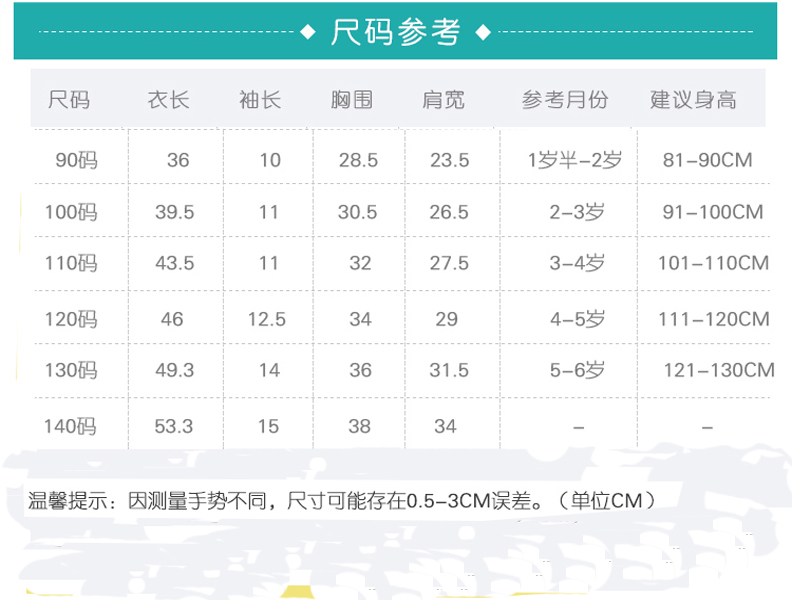 尺码参考
尺码 衣长 袖长 胸围 肩宽 参考月份 建议身高
90码 36 10 28.5 23.5 1岁半-2岁 81-90CM
100码 39.5 11 30.5 26.5 2-3岁 91-100CM
110码 43.5 11 32 27.5 3-4岁 101-110CM
120码 46 12.5 34 29 4-5岁 111-120CM
130码 49.3 14 36 31.5 5-6岁 121-130CM
140码 53.3 15 38 34 - -
温馨提示：因测量手势不同，尺寸可能存在0.5-3CM误差。（单位CM）